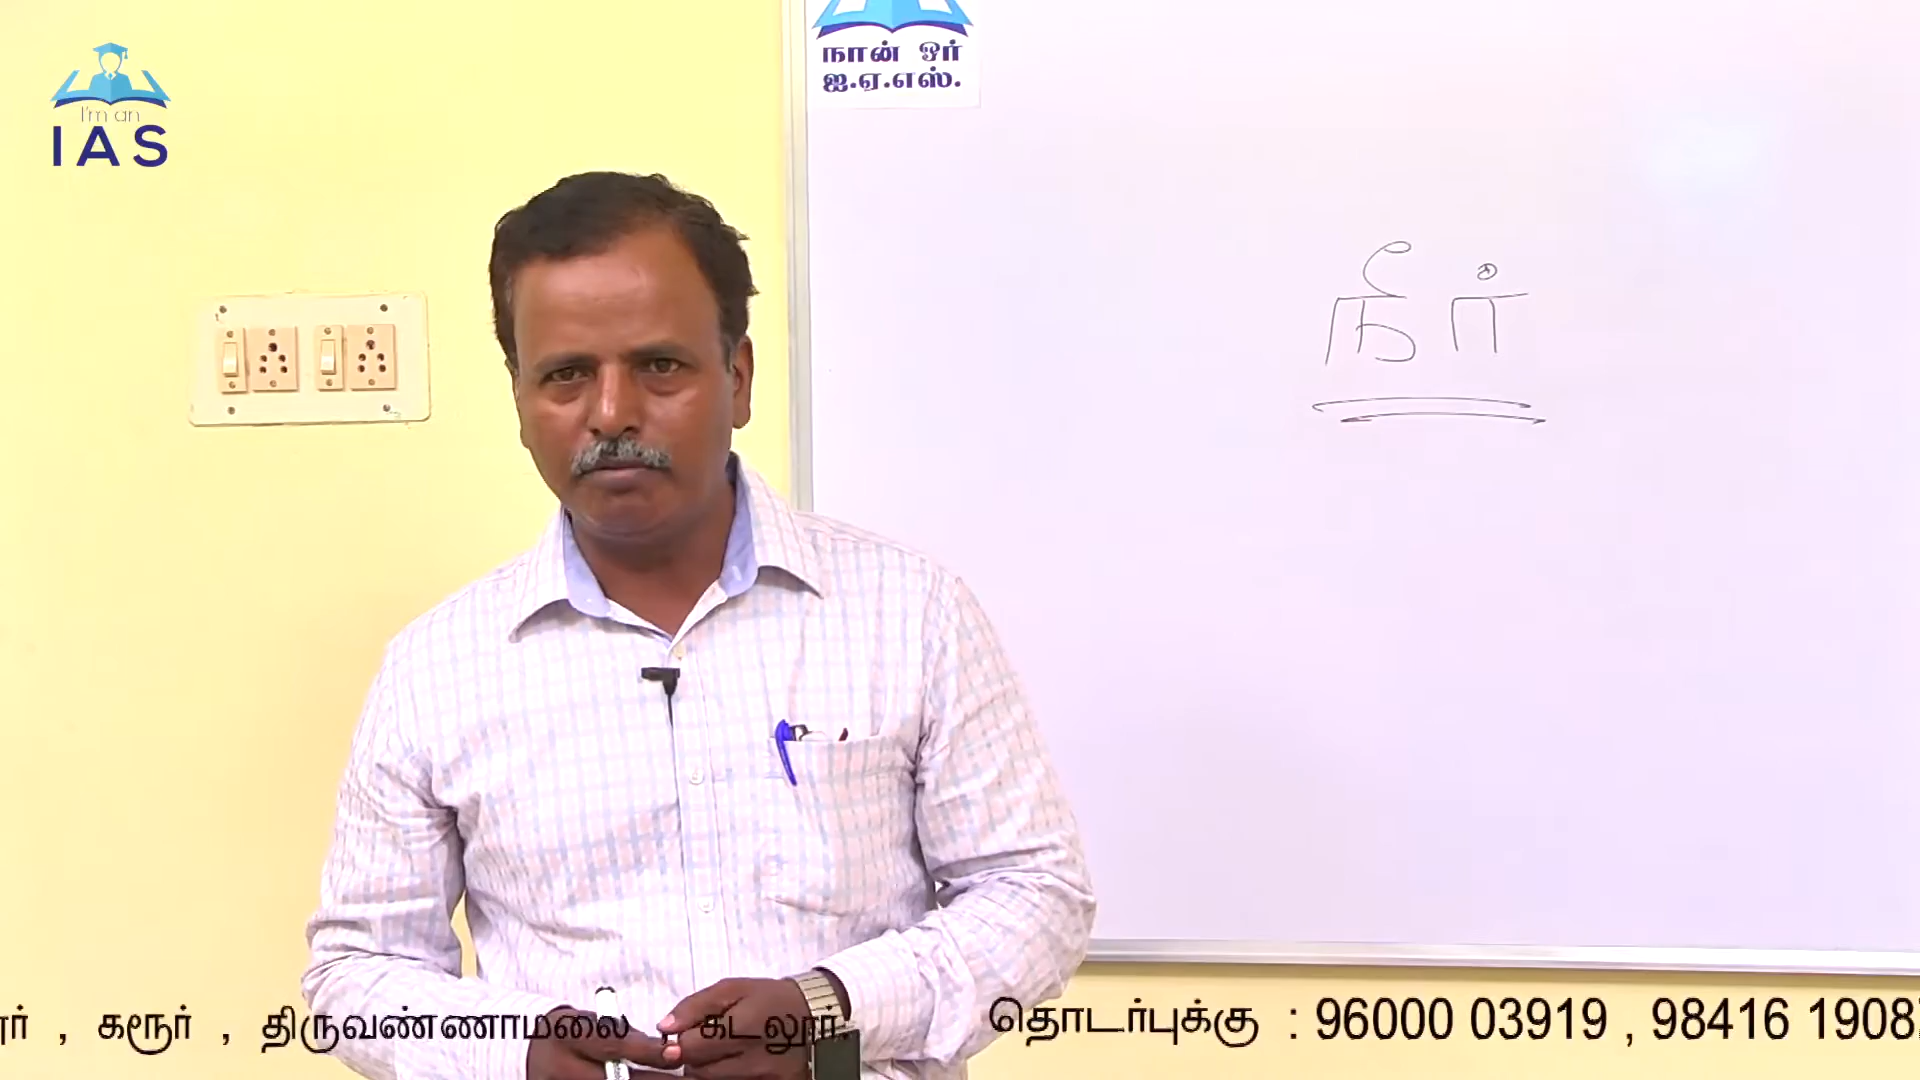 I'm an
IAS
நான் ஓர்
ஐ.ஏ.எஸ்.
நீர்
, கரூர் , திருவண்ணாமலை , கடலூர். தொடர்புக்கு : 96000 03919 , 98416 1908